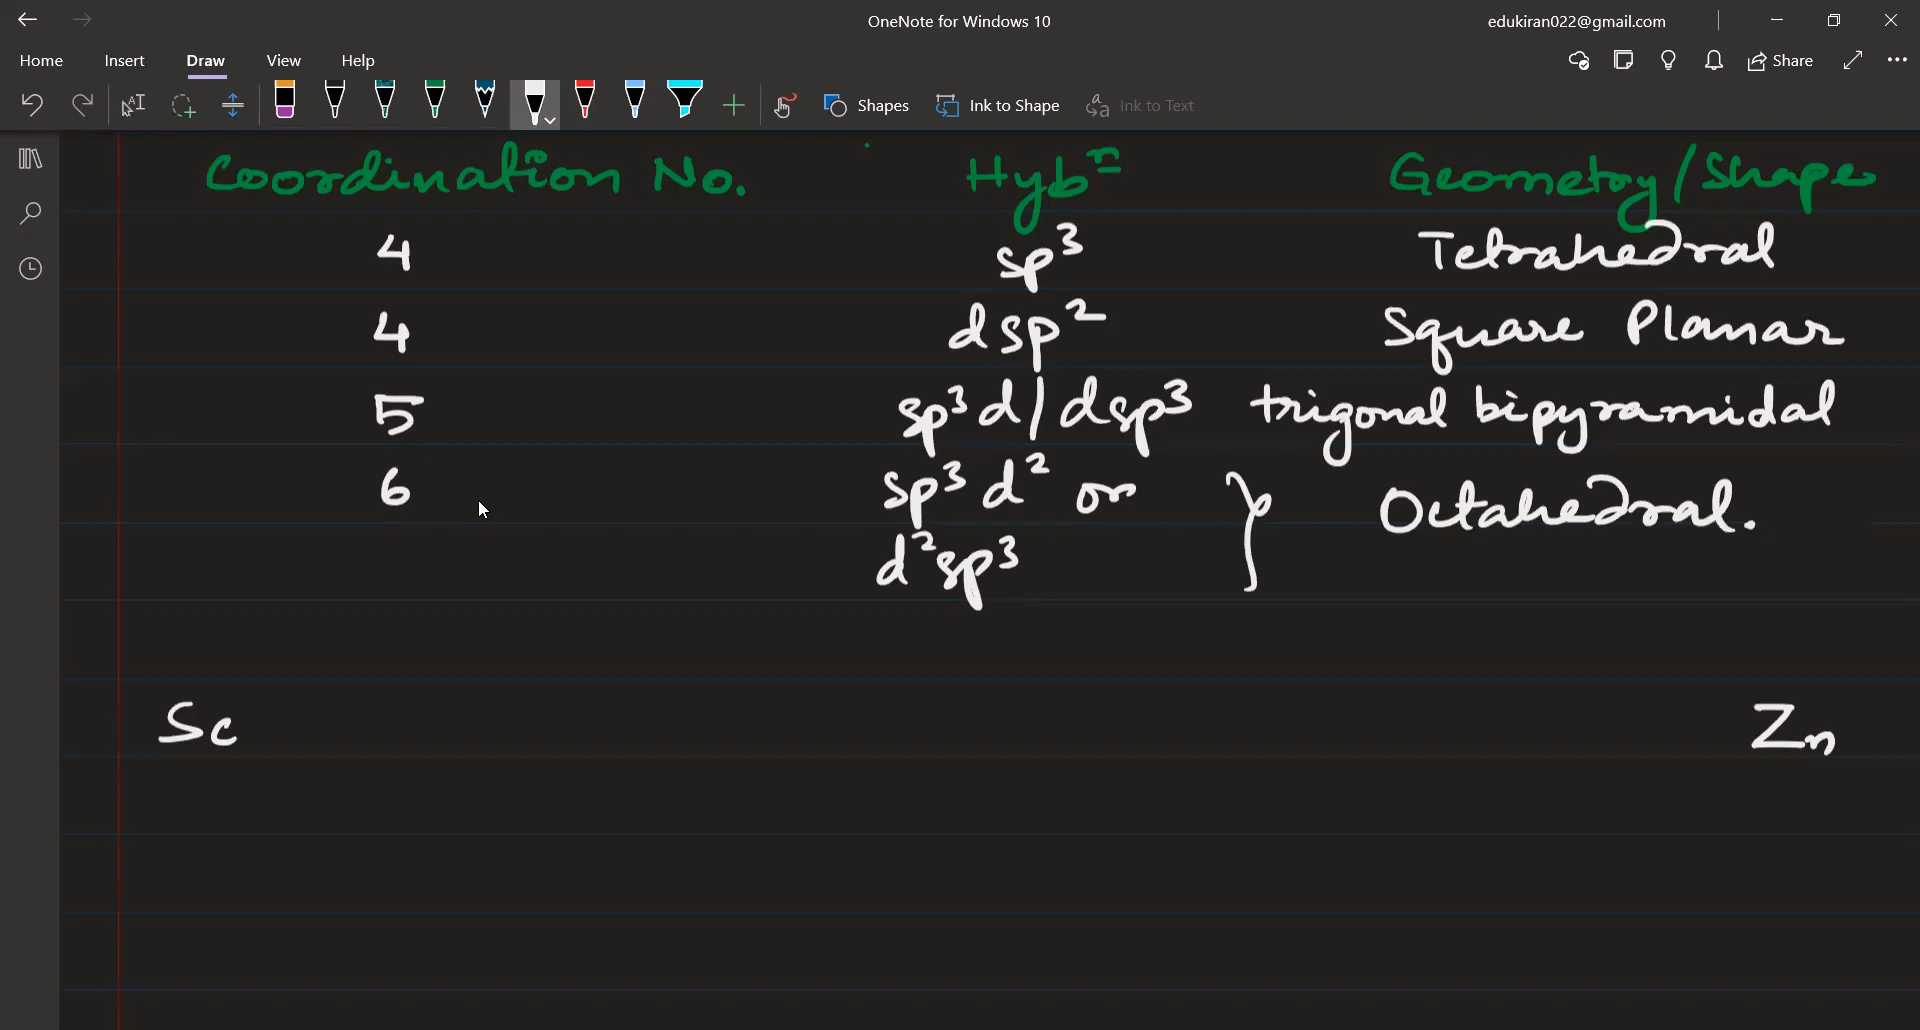 OneNote for Windows 10
edukiran022@gmail.com
Home Insert Draw View Help
Share
Shapes Ink to Shape Ink to Text
Coordination No. Hybⁿ Geometry/Shape
4 sp³ Tetrahedral
4 dsp² Square Planar
5 sp³d/dsp³ trigonal bipyramidal
6 sp³d² or } Octahedral.
d²sp³
Sc Zn